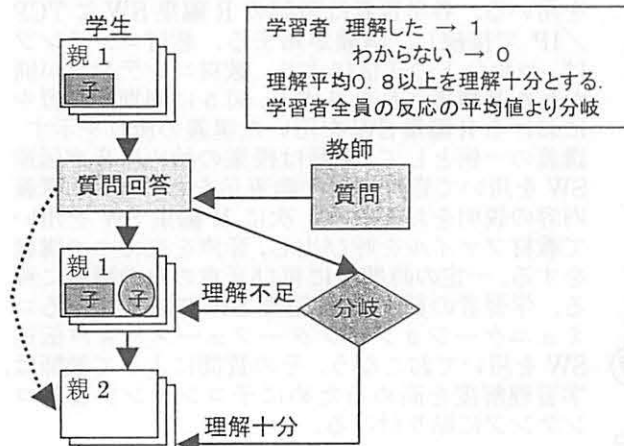 学習者 理解した → 1
わからない → 0
理解平均0．8以上を理解十分とする．
学習者全員の反応の平均値より分岐
学生
親 1
子
教師
質問回答
質問
親 1
子
子
理解不足
分岐
親 2
理解十分